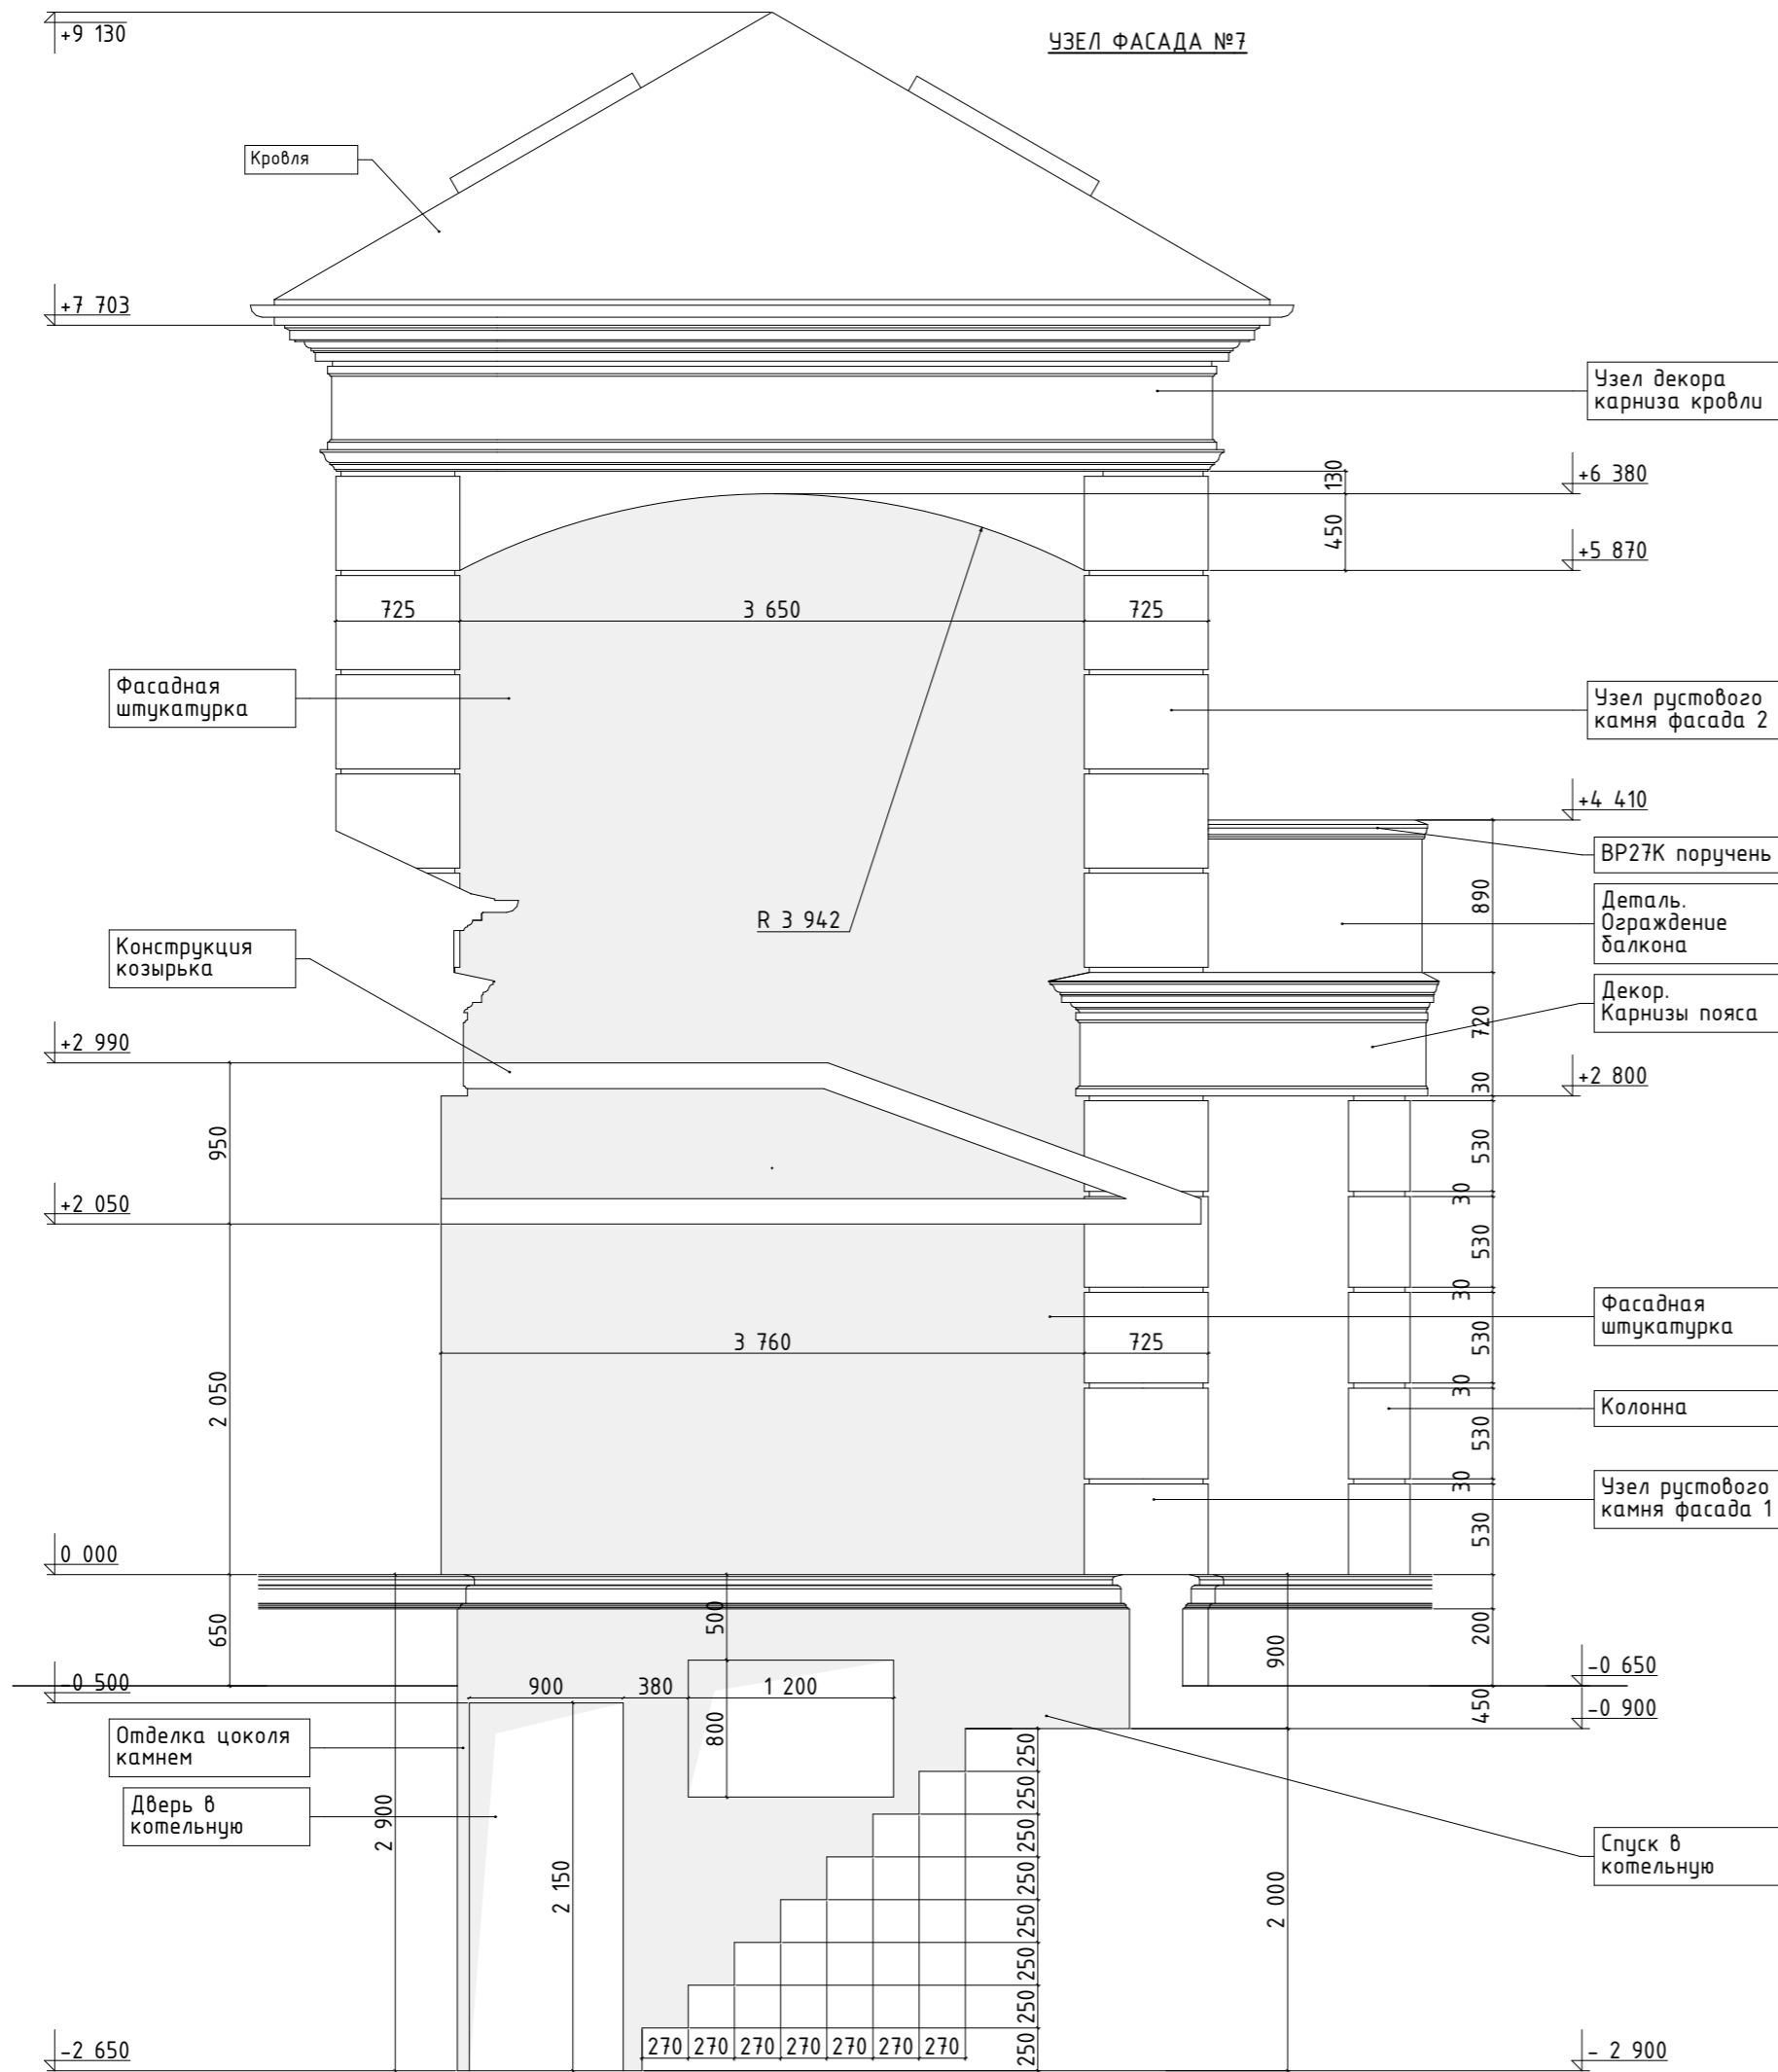 УЗЕЛ ФАСАДА №7
+9 130
Кровля
+7 703
Узел декора
карниза кровли
130
+6 380
450
+5 870
725
3 650
725
Фасадная
штукатурка
Узел рустового
камня фасада 2
+4 410
ВР27К поручень
890
Деталь.
Ограждение
балкона
R 3 942
Конструкция
козырька
Декор.
Карнизы пояса
720
+2 990
+2 800
30
950
530
+2 050
30
530
30
Фасадная
штукатурка
530
3 760
725
2 050
30
Колонна
530
30
Узел рустового
камня фасада 1
530
0 000
650
500
900
200
-0 650
-0 500
900
380
1 200
450
-0 900
800
250
Отделка цоколя
камнем
250
Дверь в
котельную
2 900
250
Спуск в
котельную
250
2 150
2 000
250
250
250
270
270
270
270
270
270
270
250
-2 650
- 2 900